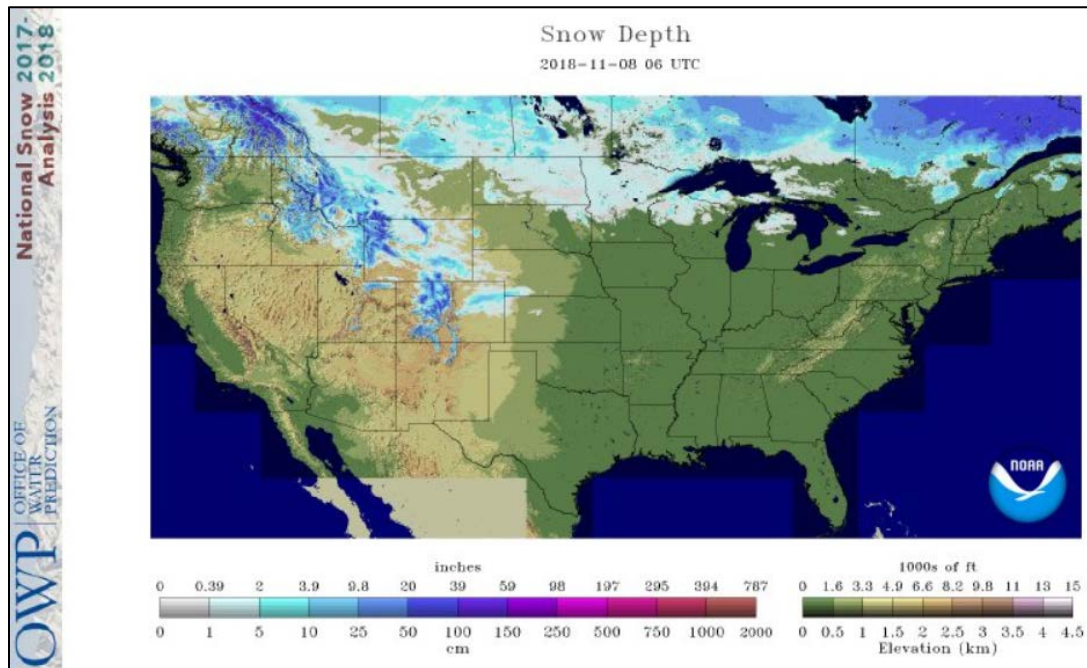 National Snow 2017-
Analysis 2018
OWP
OFFICE OF
WATER
PREDICTION
Snow Depth
2018-11-08 06 UTC
NOAA
inches
0 0.39 2 3.9 9.8 20 39 59 98 197 295 394 787
0 1 5 10 25 50 100 150 250 500 750 1000 2000
cm
1000s of ft
0 1.6 3.3 4.9 6.6 8.2 9.8 11 13 15
0 0.5 1 1.5 2 2.5 3 3.5 4 4.5
Elevation (km)